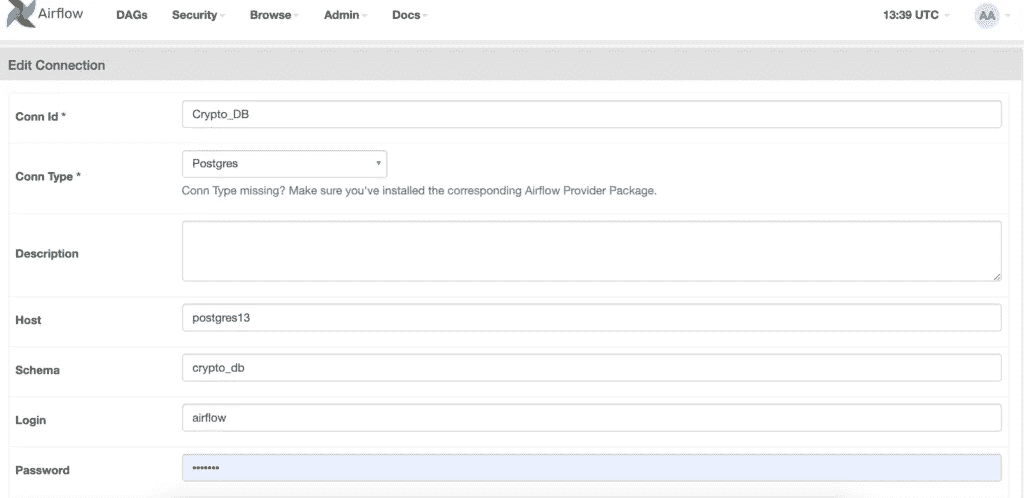 Airflow DAGs Security Browse Admin Docs 13:39 UTC AA
Edit Connection
Conn Id * Crypto_DB
Conn Type * Postgres
Conn Type missing? Make sure you've installed the corresponding Airflow Provider Package.
Description
Host postgres13
Schema crypto_db
Login airflow
Password •••••••